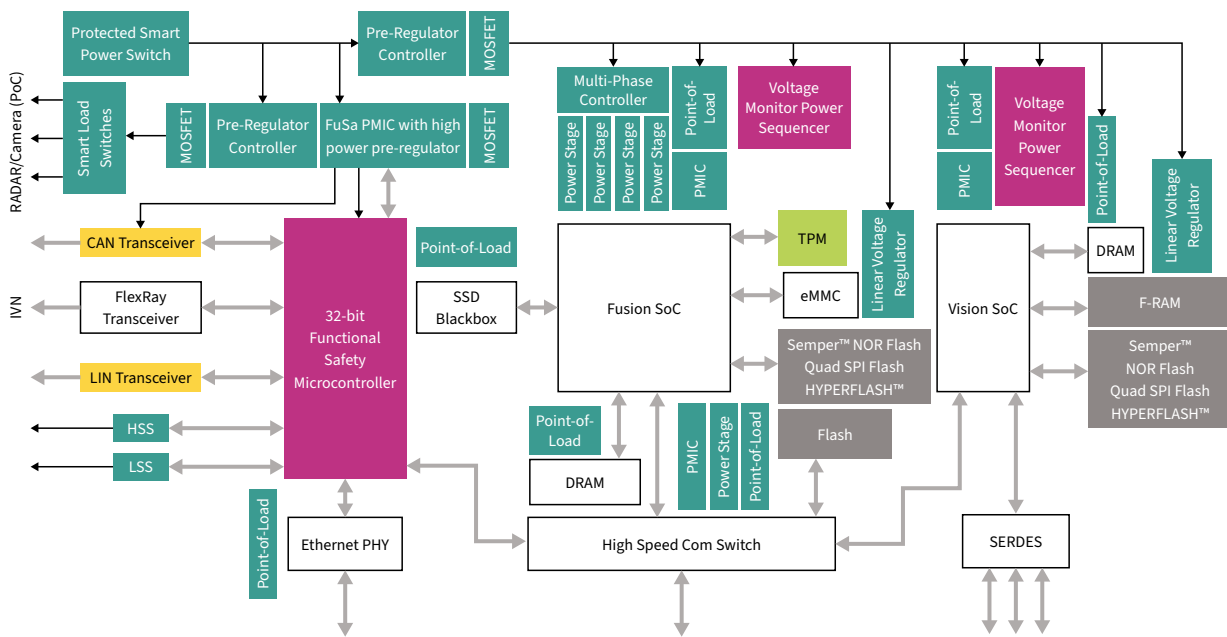 Protected Smart
Power Switch
Pre-Regulator
Controller
MOSFET
RADAR/Camera (PoC)
Smart Load
Switches
MOSFET
Pre-Regulator
Controller
FuSa PMIC with high
power pre-regulator
MOSFET
Multi-Phase
Controller
Power Stage
Power Stage
Power Stage
Power Stage
Point-of-
Load
PMIC
Voltage
Monitor Power
Sequencer
Point-of-
Load
PMIC
Voltage
Monitor
Power
Sequencer
Point-of-Load
Linear Voltage
Regulator
IVN
CAN Transceiver
FlexRay
Transceiver
LIN Transceiver
HSS
LSS
32-bit
Functional
Safety
Microcontroller
Point-of-Load
SSD
Blackbox
Fusion SoC
TPM
eMMC
Linear Voltage
Regulator
Semper™ NOR Flash
Quad SPI Flash
HYPERFLASH™
Flash
Vision SoC
DRAM
F-RAM
Semper™
NOR Flash
Quad SPI Flash
HYPERFLASH™
Point-of-
Load
DRAM
PMIC
Power Stage
Point-of-Load
Point-of-Load
Ethernet PHY
High Speed Com Switch
SERDES